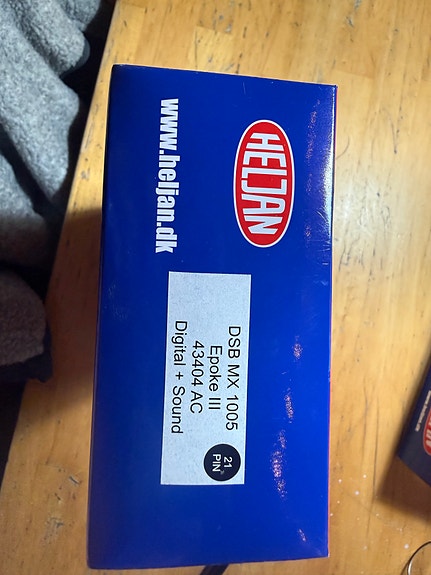 HELJAN
www.heljan.dk
DSB MX 1005
Epoke III
43404 AC
Digital + Sound
21
PIN